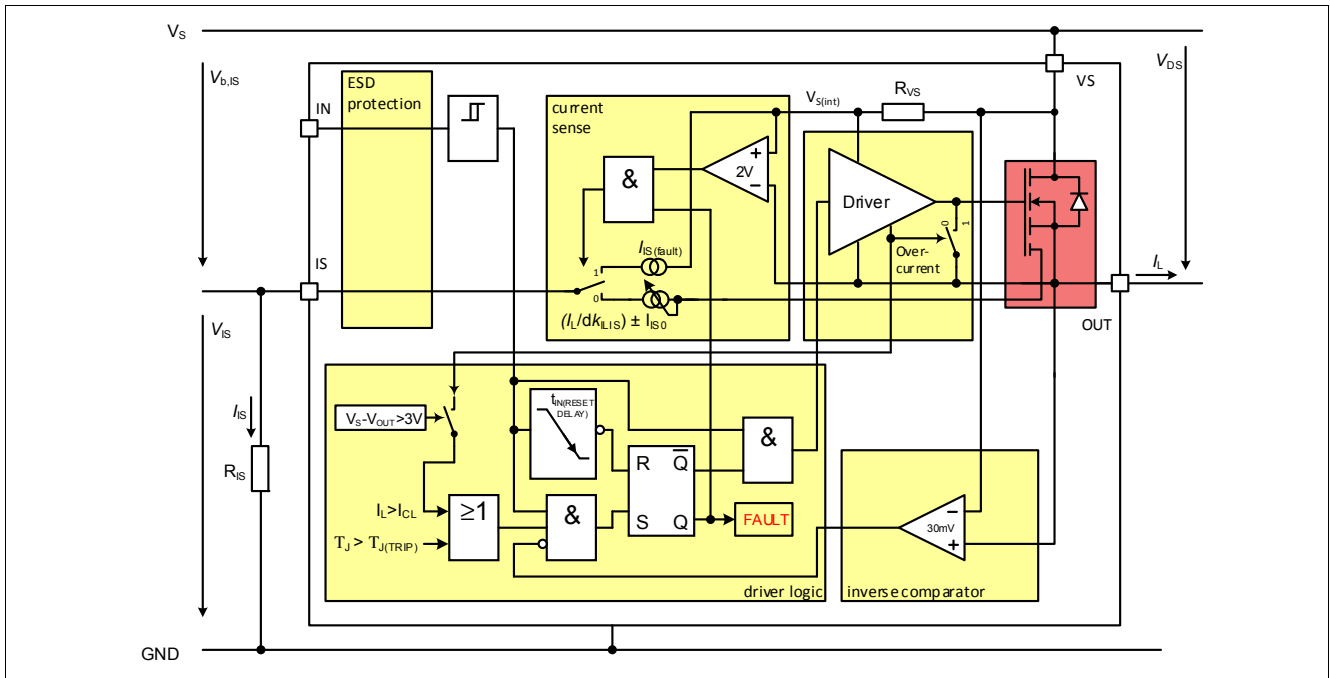 VS
Vb,IS
VDS
ESD
protection
IN
current
sense
VS(int)
RVS
VS
&
+
2V
−
Driver
0
1
Over-
current
IIS(fault)
1
0
(IL/dkILIS) ± IIS0
IS
IL
OUT
VIS
IIS
RIS
VS-VOUT>3V
tIN(RESET
DELAY)
&
R
Q
S
Q
IL>ICL
≥1
&
FAULT
TJ > TJ(TRIP)
−
30mV
+
driver logic
inverse comparator
GND